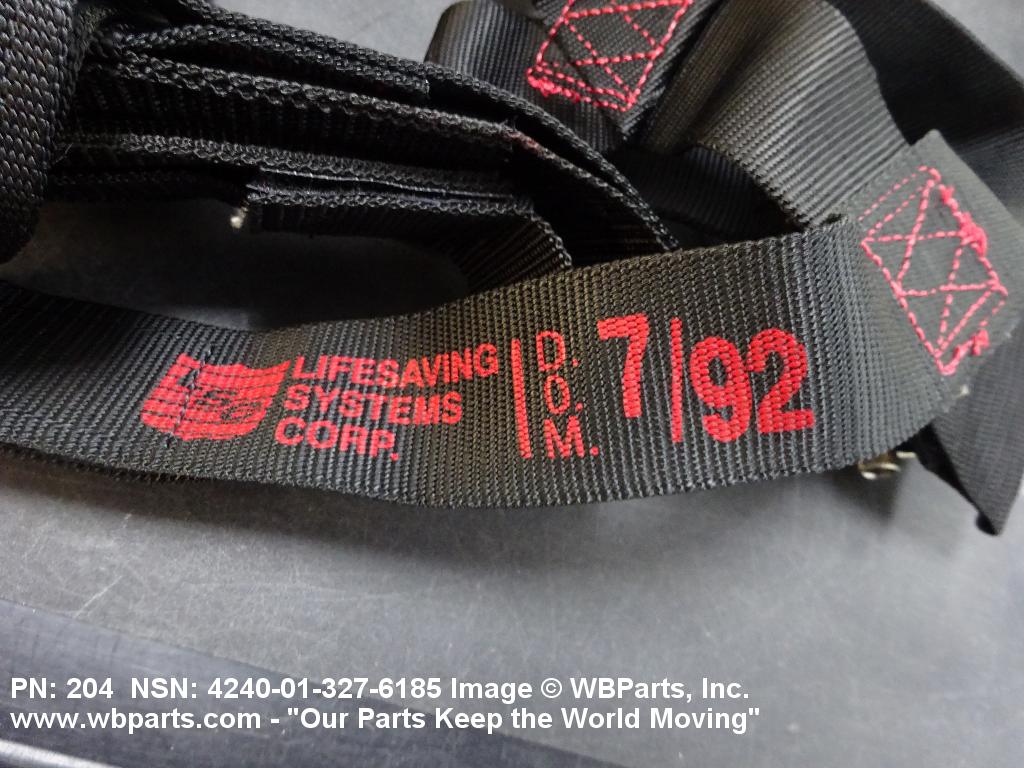 LSC LIFESAVING
SYSTEMS
CORP.
D.
O.
M.
7/92
PN: 204 NSN: 4240-01-327-6185 Image © WBParts, Inc.
www.wbparts.com - "Our Parts Keep the World Moving"